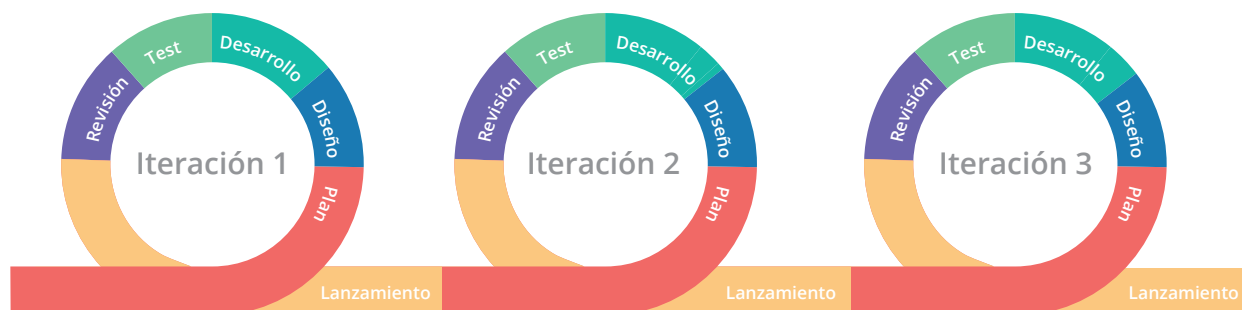 Iteración 1
Plan
Diseño
Desarrollo
Test
Revisión
Lanzamiento
Iteración 2
Plan
Diseño
Desarrollo
Test
Revisión
Lanzamiento
Iteración 3
Plan
Diseño
Desarrollo
Test
Revisión
Lanzamiento